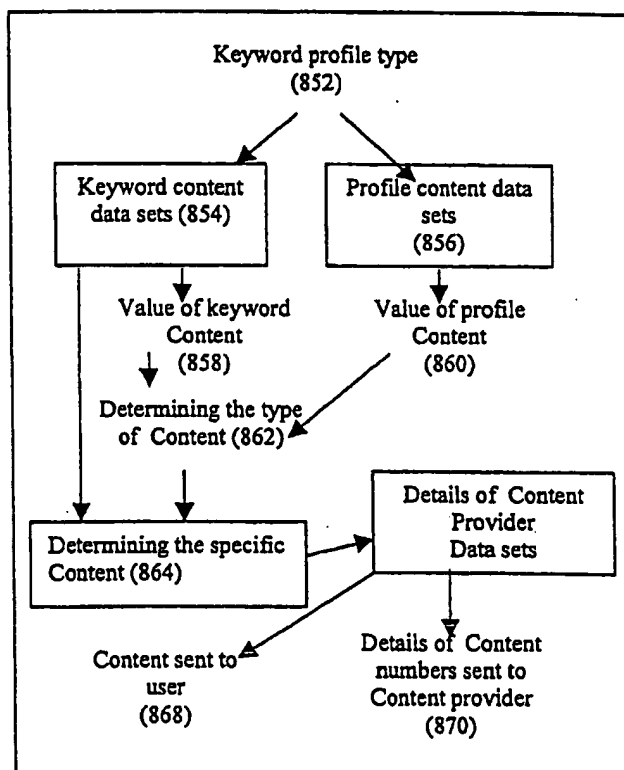 Keyword profile type
(852)
Keyword content
data sets (854)
Profile content data
sets
(856)
Value of keyword
Content
(858)
Value of profile
Content
(860)
Determining the type
of Content (862)
Determining the specific
Content (864)
Details of Content
Provider
Data sets
Content sent to
user
(868)
Details of Content
numbers sent to
Content provider
(870)